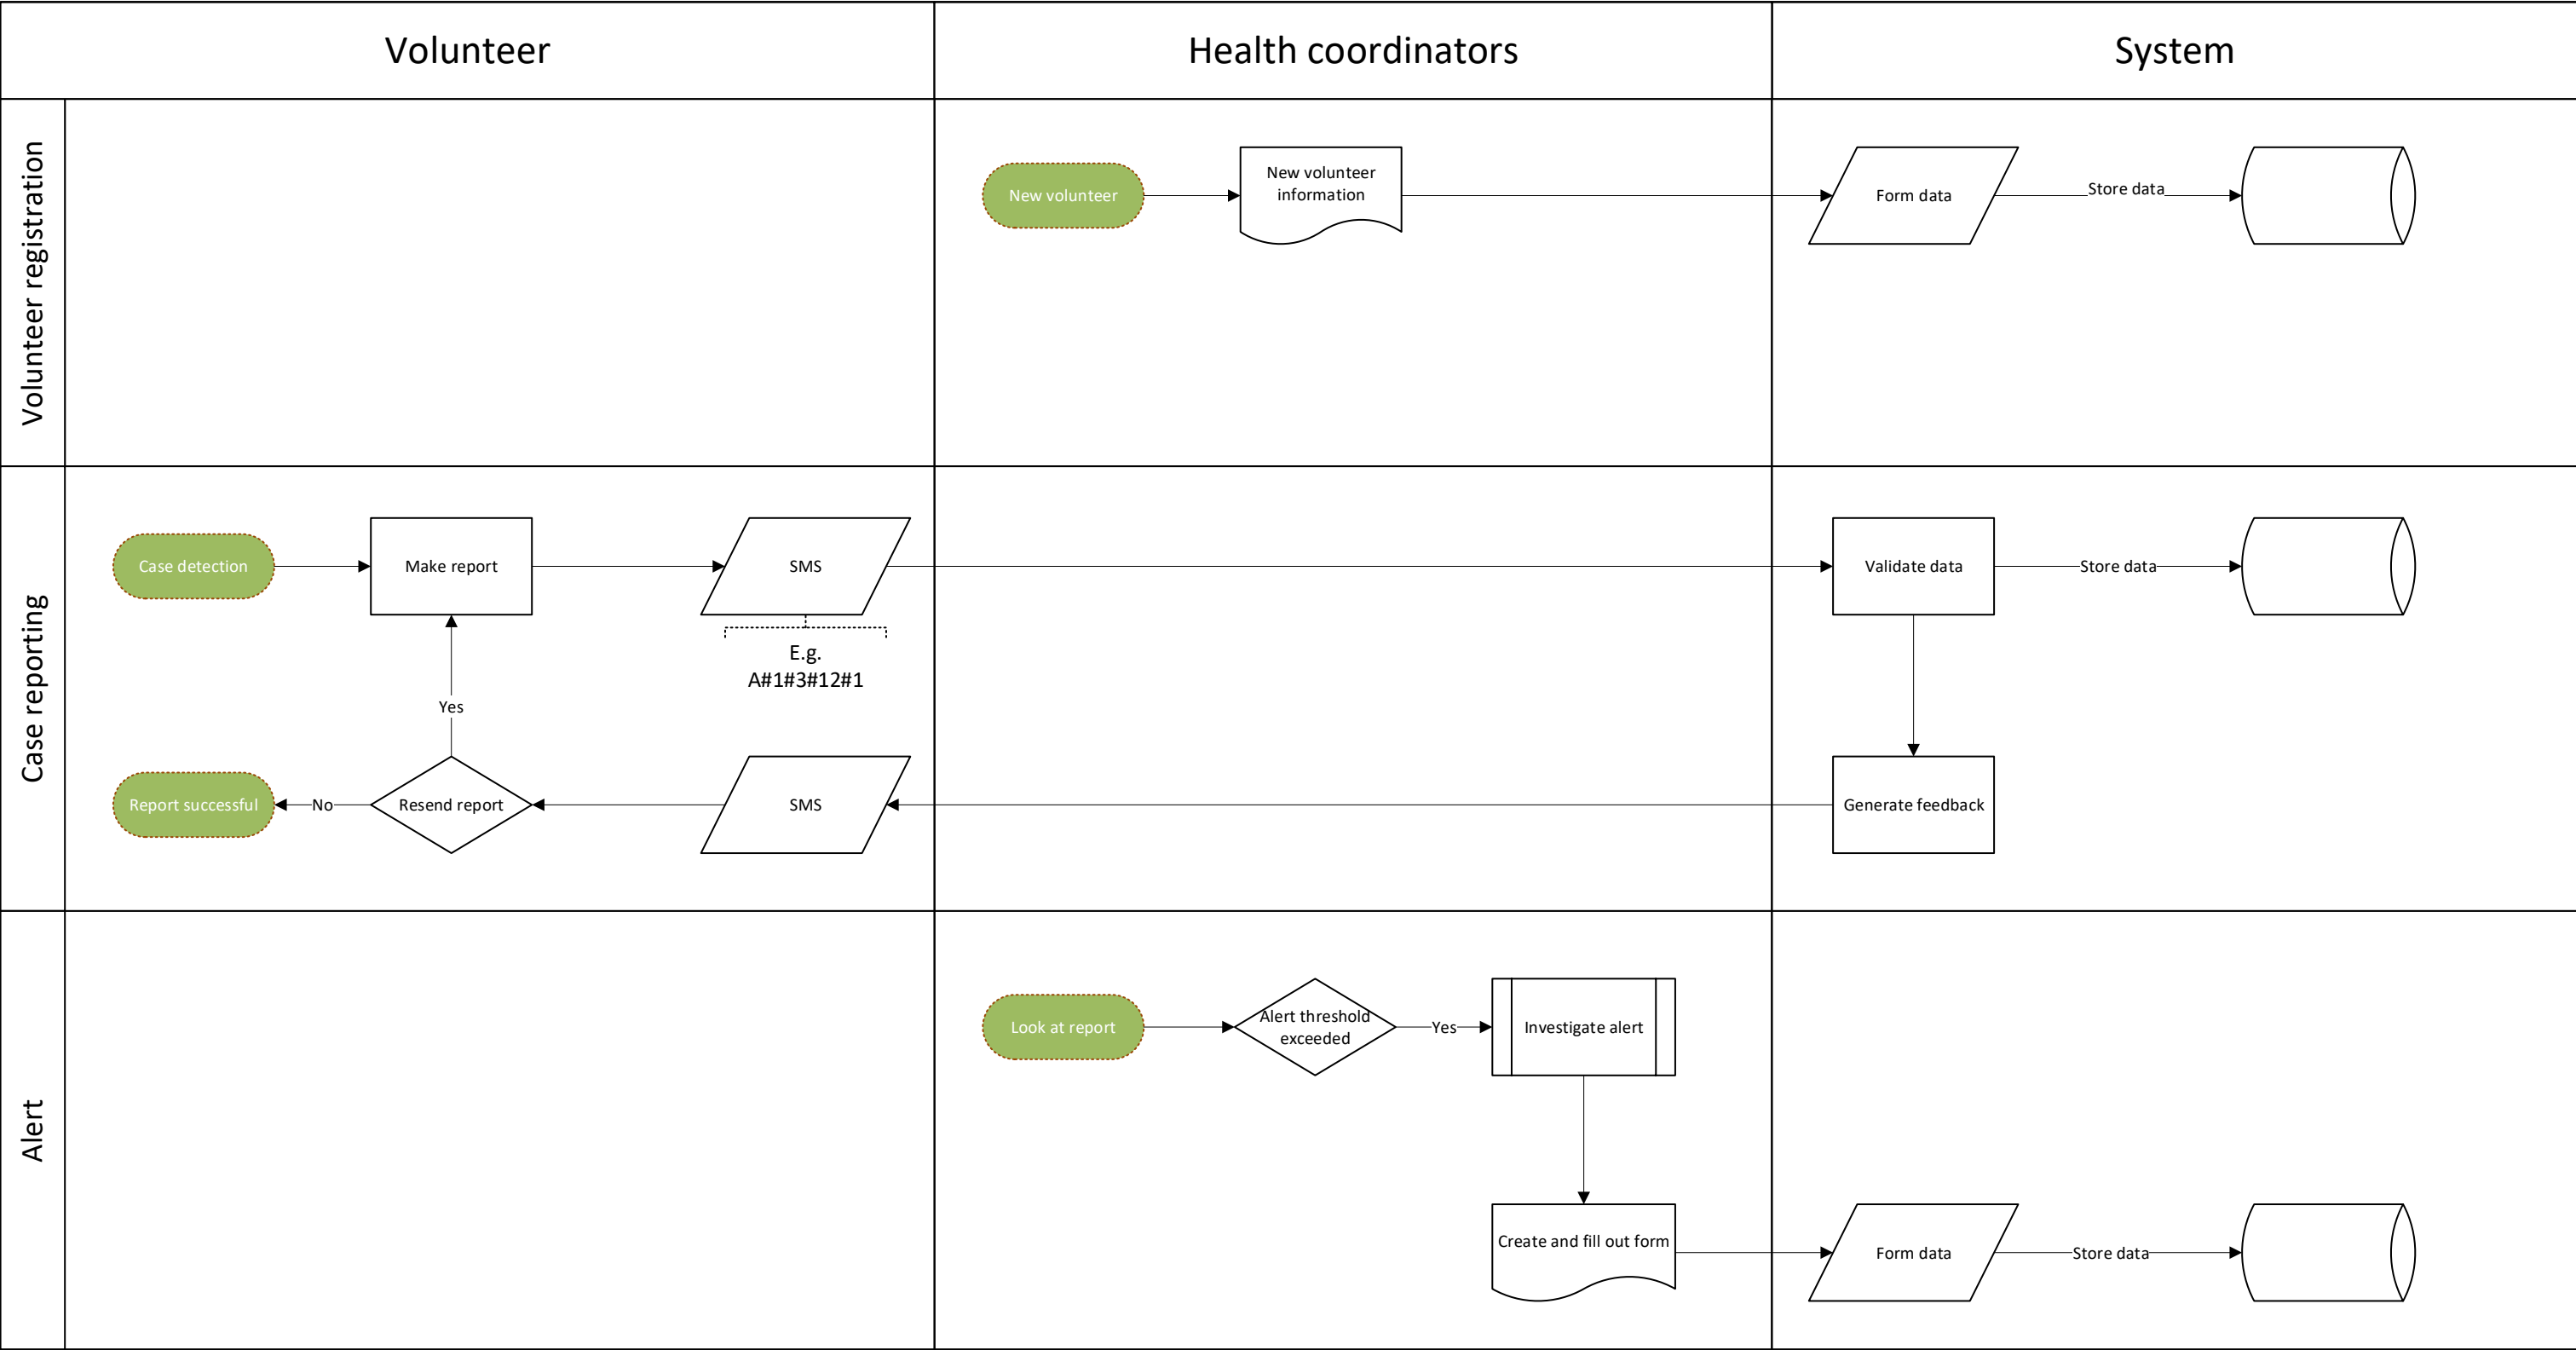 Volunteer
Health coordinators
System
Volunteer registration
New volunteer
New volunteer
information
Form data
Store data
Case reporting
Case detection
Make report
SMS
Validate data
Store data
E.g.
A#1#3#12#1
Yes
Report successful
No
Resend report
SMS
Generate feedback
Alert
Look at report
Alert threshold
exceeded
Yes
Investigate alert
Create and fill out form
Form data
Store data